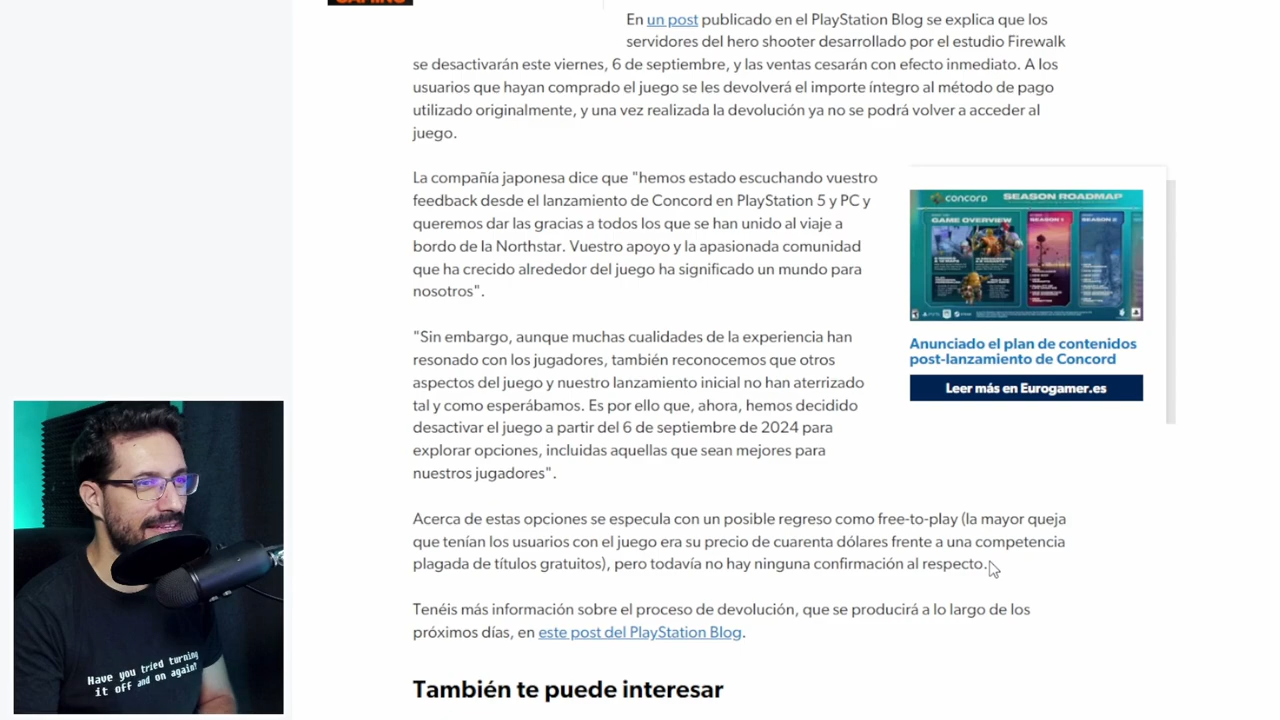 GAMING
En un post publicado en el PlayStation Blog se explica que los
servidores del hero shooter desarrollado por el estudio Firewalk
se desactivarán este viernes, 6 de septiembre, y las ventas cesarán con efecto inmediato. A los
usuarios que hayan comprado el juego se les devolverá el importe íntegro al método de pago
utilizado originalmente, y una vez realizada la devolución ya no se podrá volver a acceder al
juego.
La compañía japonesa dice que "hemos estado escuchando vuestro
feedback desde el lanzamiento de Concord en PlayStation 5 y PC y
queremos dar las gracias a todos los que se han unido al viaje a
bordo de la Northstar. Vuestro apoyo y la apasionada comunidad
que ha crecido alrededor del juego ha significado un mundo para
nosotros".
"Sin embargo, aunque muchas cualidades de la experiencia han
resonado con los jugadores, también reconocemos que otros
aspectos del juego y nuestro lanzamiento inicial no han aterrizado
tal y como esperábamos. Es por ello que, ahora, hemos decidido
desactivar el juego a partir del 6 de septiembre de 2024 para
explorar opciones, incluidas aquellas que sean mejores para
nuestros jugadores".
concord SEASON ROADMAP
GAME OVERVIEW SEASON 1 SEASON 2
Anunciado el plan de contenidos
post-lanzamiento de Concord
Leer más en Eurogamer.es
Acerca de estas opciones se especula con un posible regreso como free-to-play (la mayor queja
que tenían los usuarios con el juego era su precio de cuarenta dólares frente a una competencia
plagada de títulos gratuitos), pero todavía no hay ninguna confirmación al respecto.
Tenéis más información sobre el proceso de devolución, que se producirá a lo largo de los
próximos días, en este post del PlayStation Blog.
También te puede interesar
Have you tried turning
it off and on again?